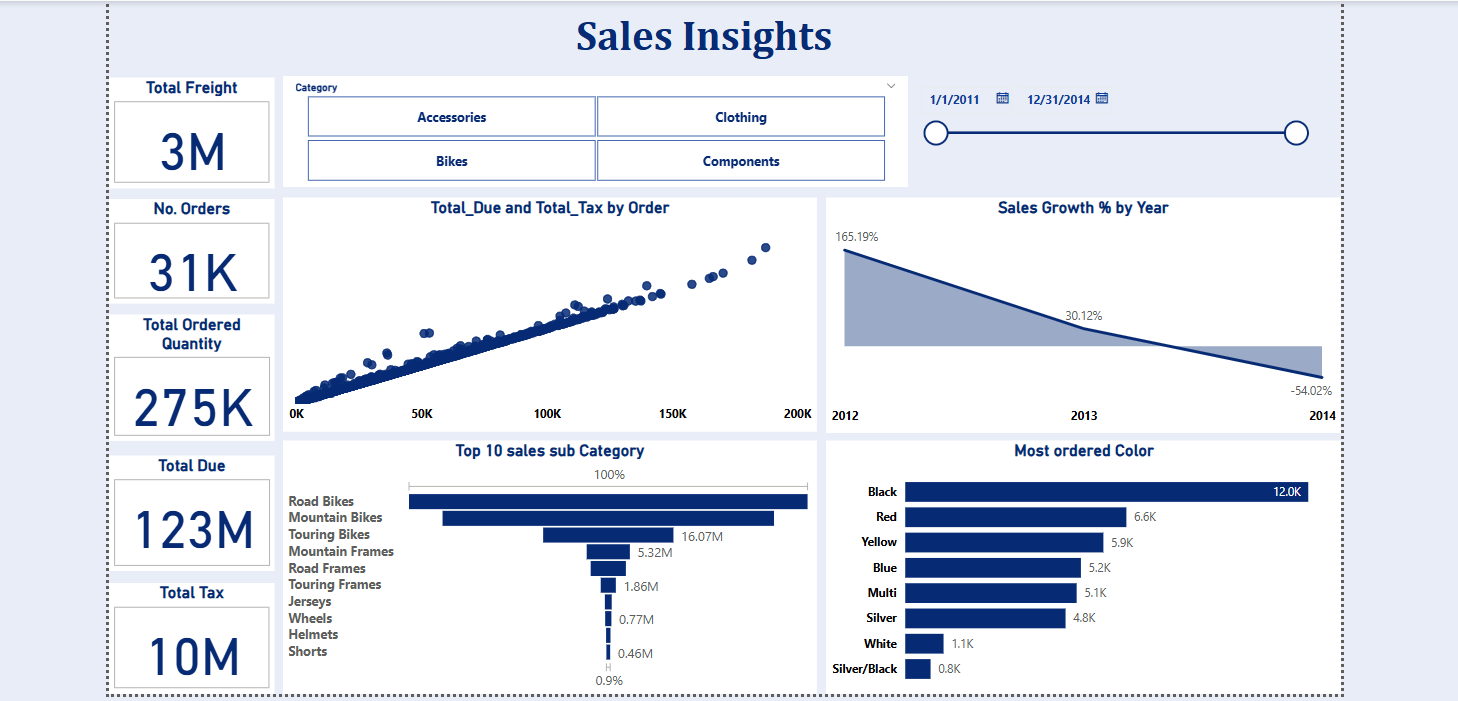 Sales Insights
Total Freight
3M
No. Orders
31K
Total Ordered
Quantity
275K
Total Due
123M
Total Tax
10M
Category
Accessories
Clothing
Bikes
Components
1/1/2011
12/31/2014
Total_Due and Total_Tax by Order
0K
50K
100K
150K
200K
Sales Growth % by Year
165.19%
30.12%
-54.02%
2012
2013
2014
Top 10 sales sub Category
100%
Road Bikes
Mountain Bikes
Touring Bikes
16.07M
Mountain Frames
5.32M
Road Frames
Touring Frames
1.86M
Jerseys
Wheels
0.77M
Helmets
Shorts
0.46M
0.9%
Most ordered Color
Black
12.0K
Red
6.6K
Yellow
5.9K
Blue
5.2K
Multi
5.1K
Silver
4.8K
White
1.1K
Silver/Black
0.8K